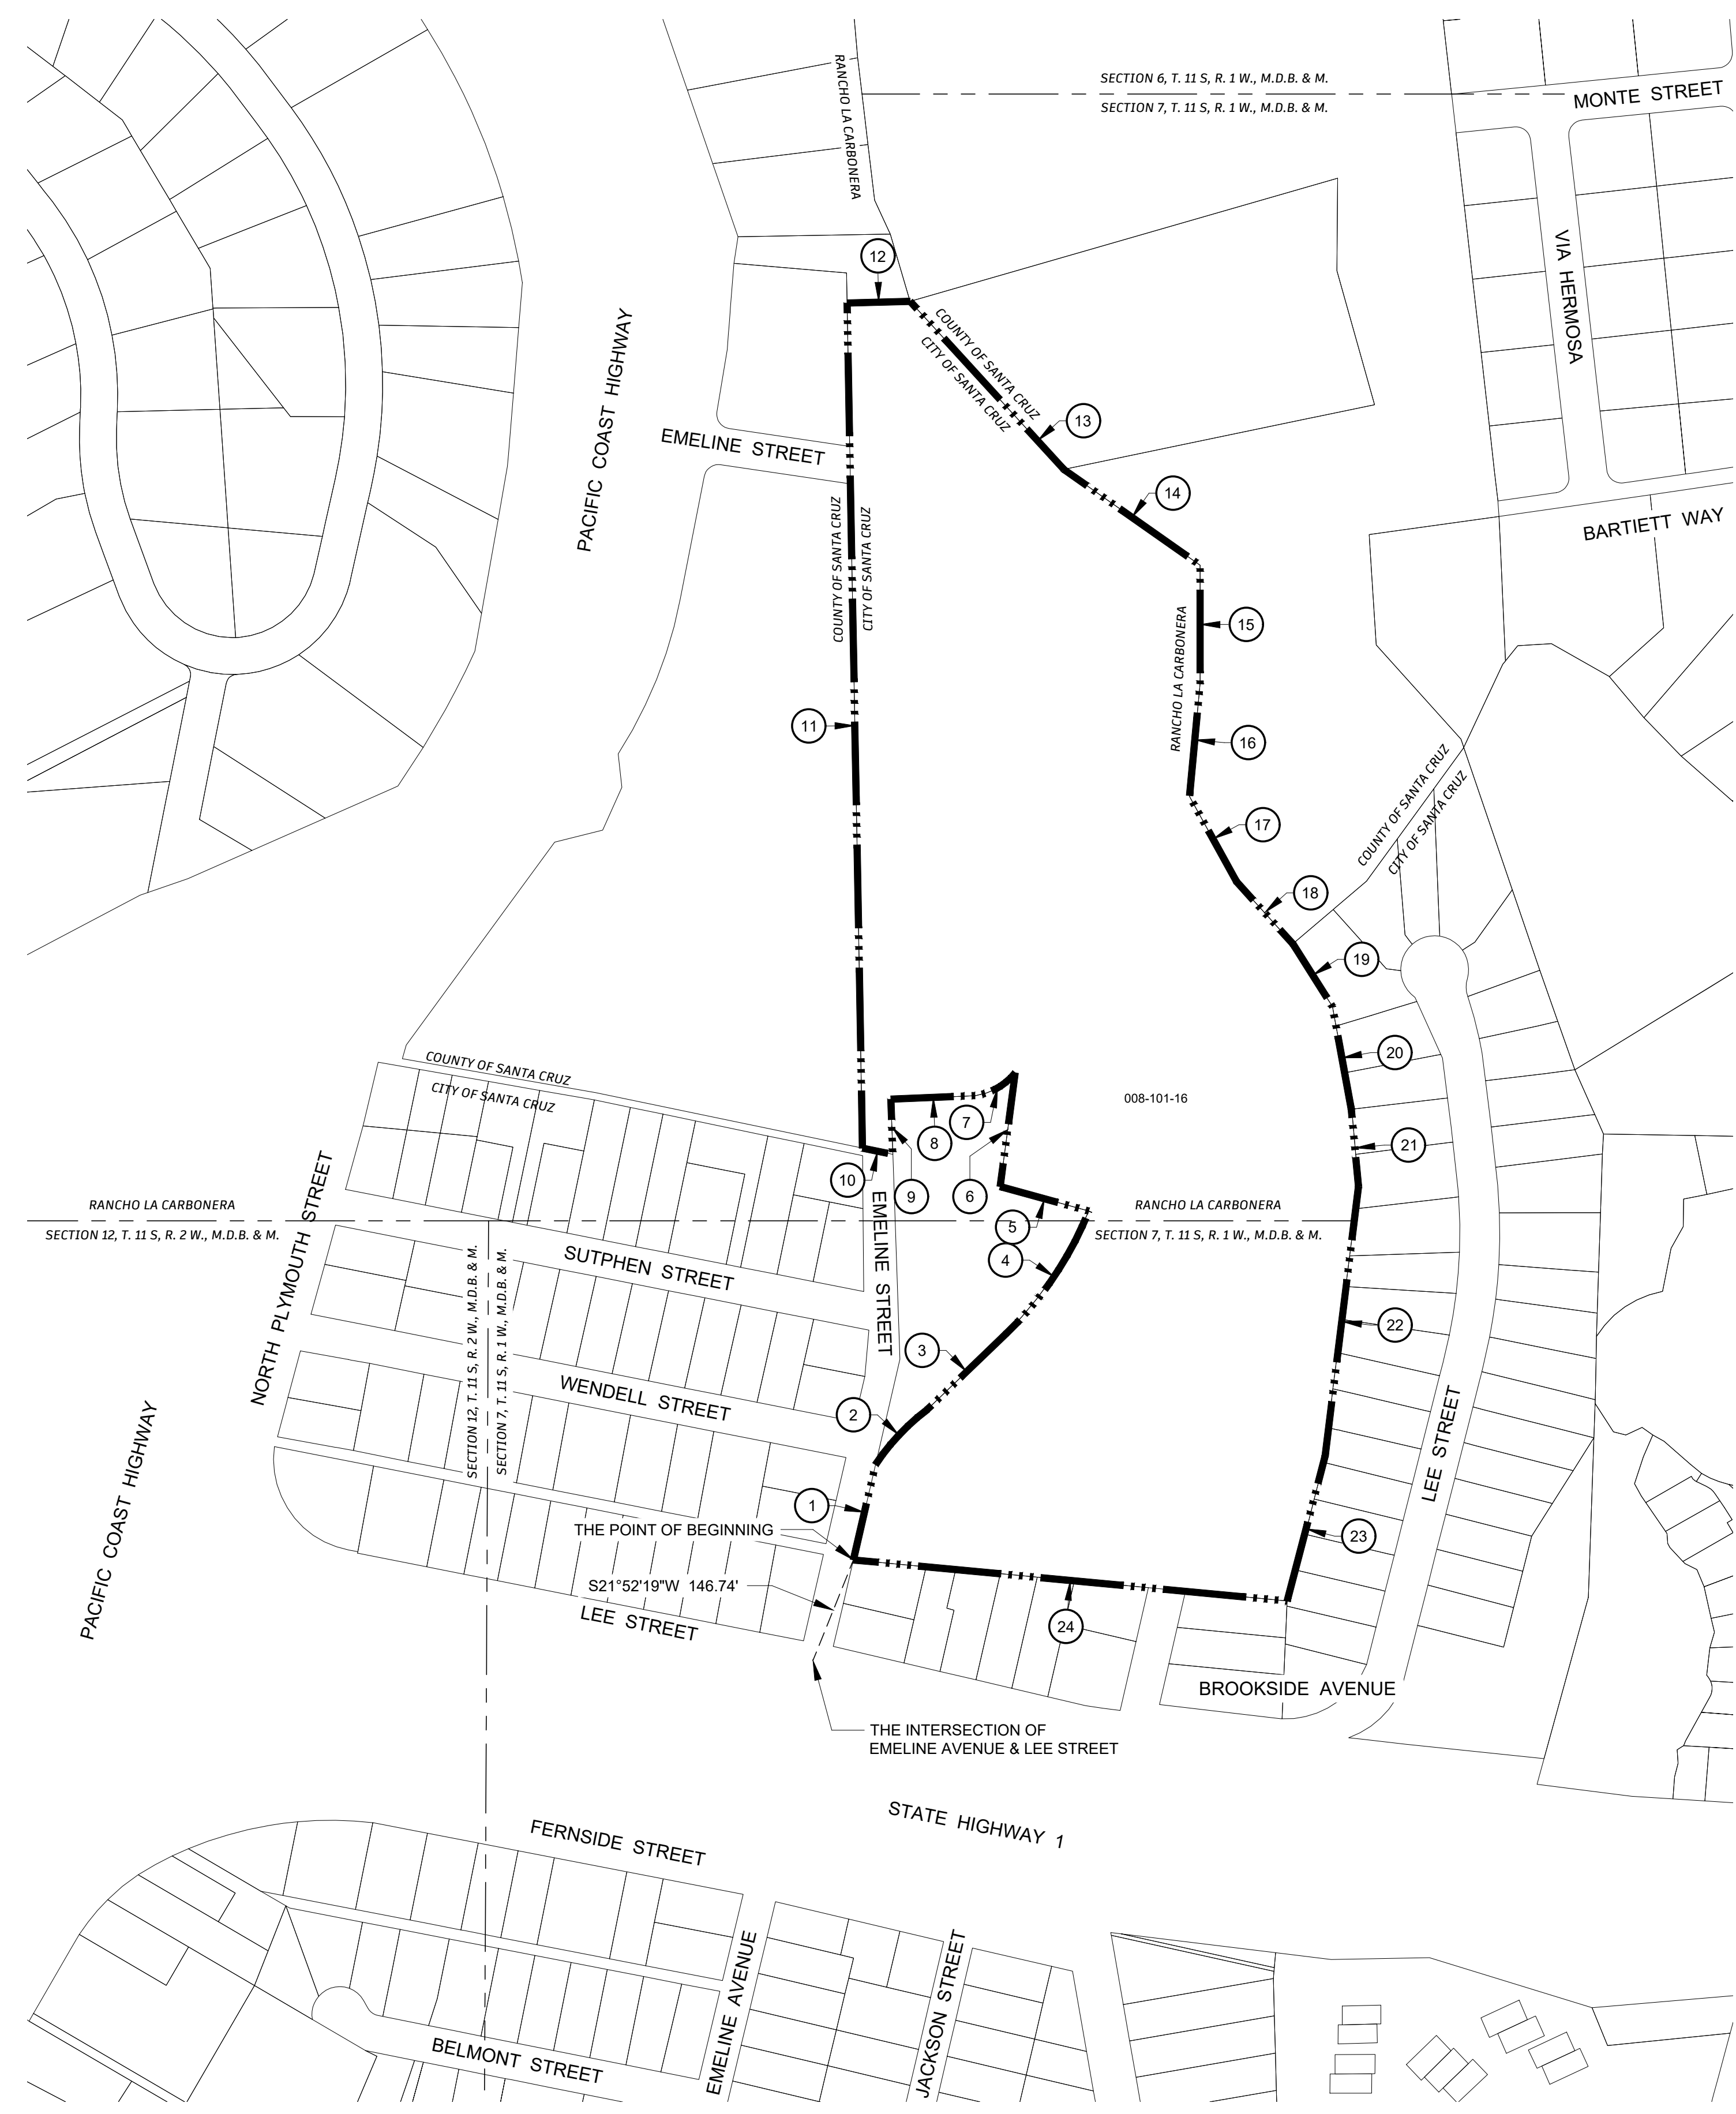 RANCHO LA CARBONERA
SECTION 6, T. 11 S, R. 1 W., M.D.B. & M.
SECTION 7, T. 11 S, R. 1 W., M.D.B. & M.
MONTE STREET
VIA HERMOSA
12
PACIFIC COAST HIGHWAY
COUNTY OF SANTA CRUZ
CITY OF SANTA CRUZ
13
EMELINE STREET
14
BARTIETT WAY
COUNTY OF SANTA CRUZ
CITY OF SANTA CRUZ
15
RANCHO LA CARBONERA
11
16
17
COUNTY OF SANTA CRUZ
CITY OF SANTA CRUZ
18
19
20
COUNTY OF SANTA CRUZ
CITY OF SANTA CRUZ
008-101-16
7
8
21
10
9
6
RANCHO LA CARBONERA
SECTION 12, T. 11 S, R. 2 W., M.D.B. & M.
NORTH PLYMOUTH STREET
SUTPHEN STREET
EMELINE STREET
5
4
RANCHO LA CARBONERA
SECTION 7, T. 11 S, R. 1 W., M.D.B. & M.
SECTION 12, T. 11 S, R. 2 W., M.D.B. & M.
SECTION 7, T. 11 S, R. 1 W., M.D.B. & M.
22
3
WENDELL STREET
2
LEE STREET
1
PACIFIC COAST HIGHWAY
THE POINT OF BEGINNING
23
S21°52'19"W 146.74'
LEE STREET
24
BROOKSIDE AVENUE
THE INTERSECTION OF
EMELINE AVENUE & LEE STREET
STATE HIGHWAY 1
FERNSIDE STREET
EMELINE AVENUE
JACKSON STREET
BELMONT STREET